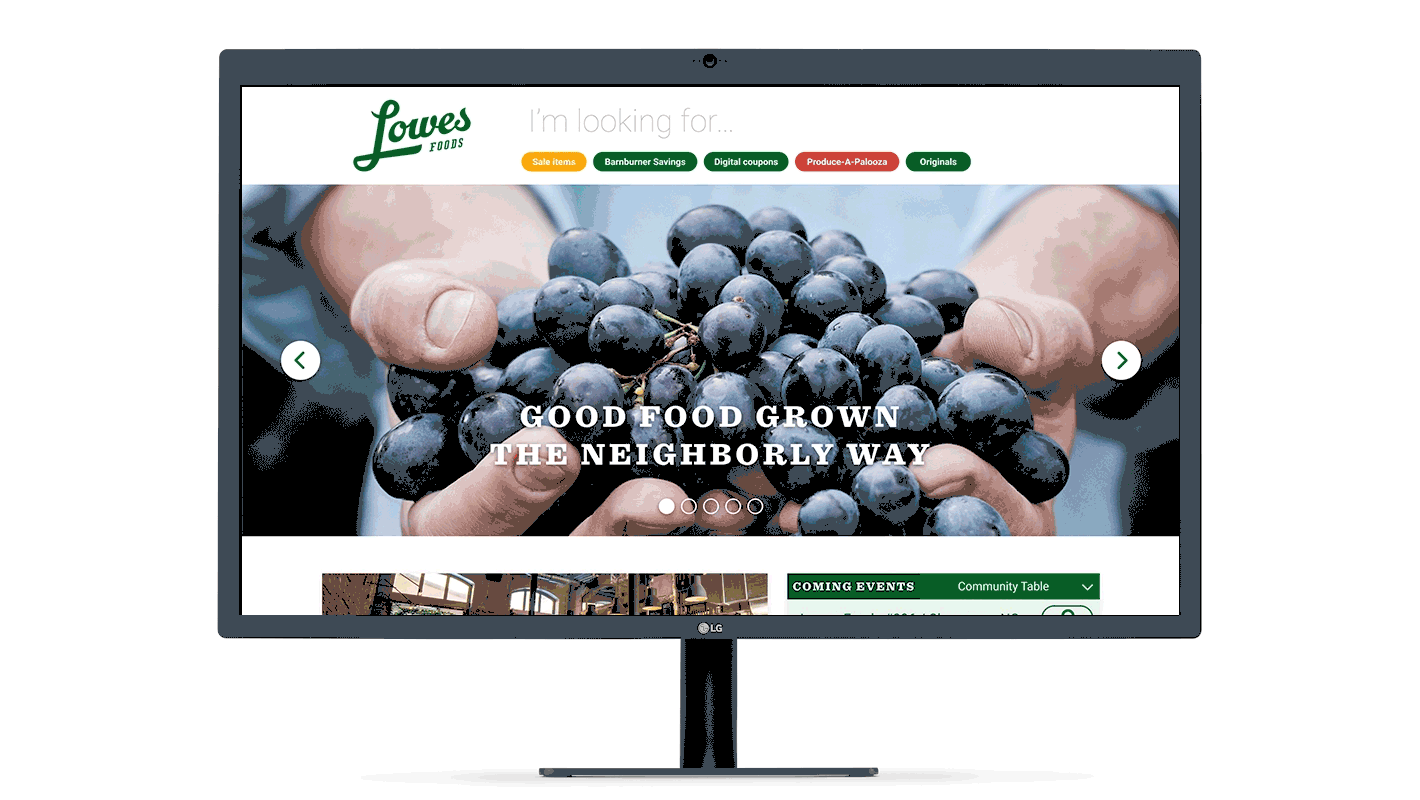 Lowes
FOODS
I'm looking for...
Sale items
Barnburner Savings
Digital coupons
Produce-A-Palooza
Originals
GOOD FOOD GROWN
THE NEIGHBORLY WAY
COMING EVENTS
Community Table
LG